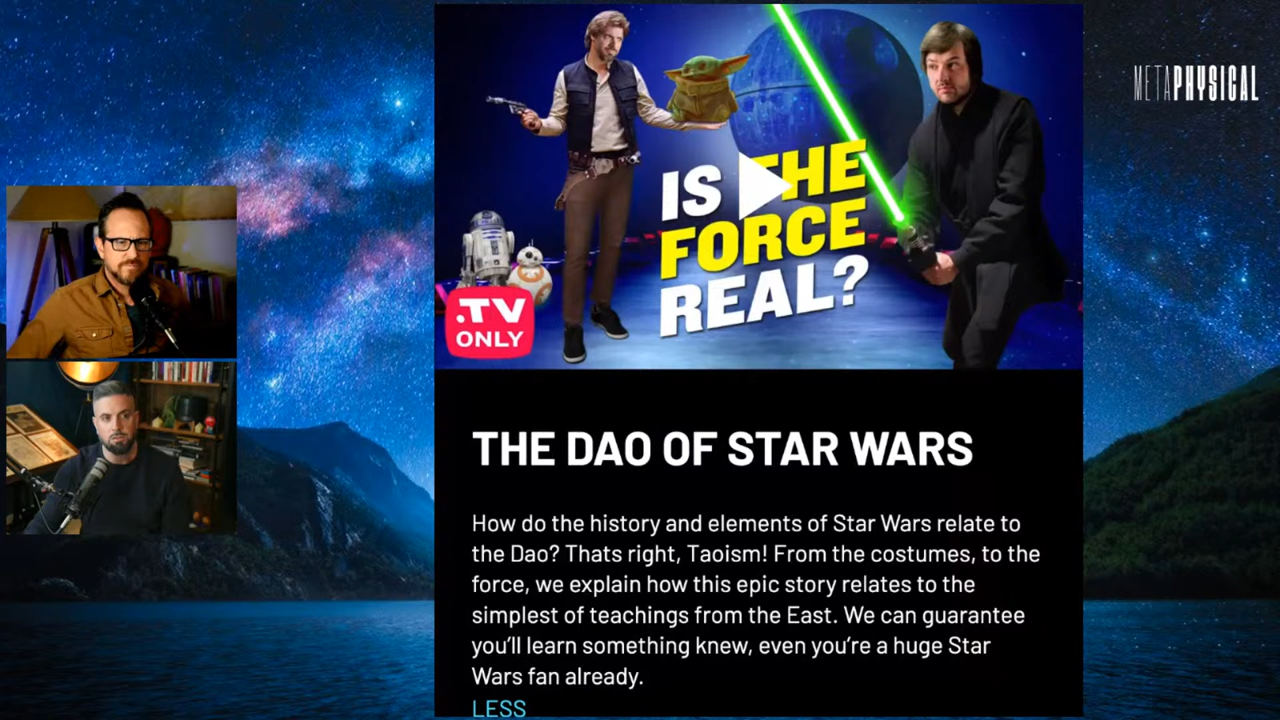 METAPHYSICAL
IS THE
FORCE
REAL?
.TV
ONLY
THE DAO OF STAR WARS
How do the history and elements of Star Wars relate to
the Dao? Thats right, Taoism! From the costumes, to the
force, we explain how this epic story relates to the
simplest of teachings from the East. We can guarantee
you'll learn something knew, even you're a huge Star
Wars fan already.
LESS